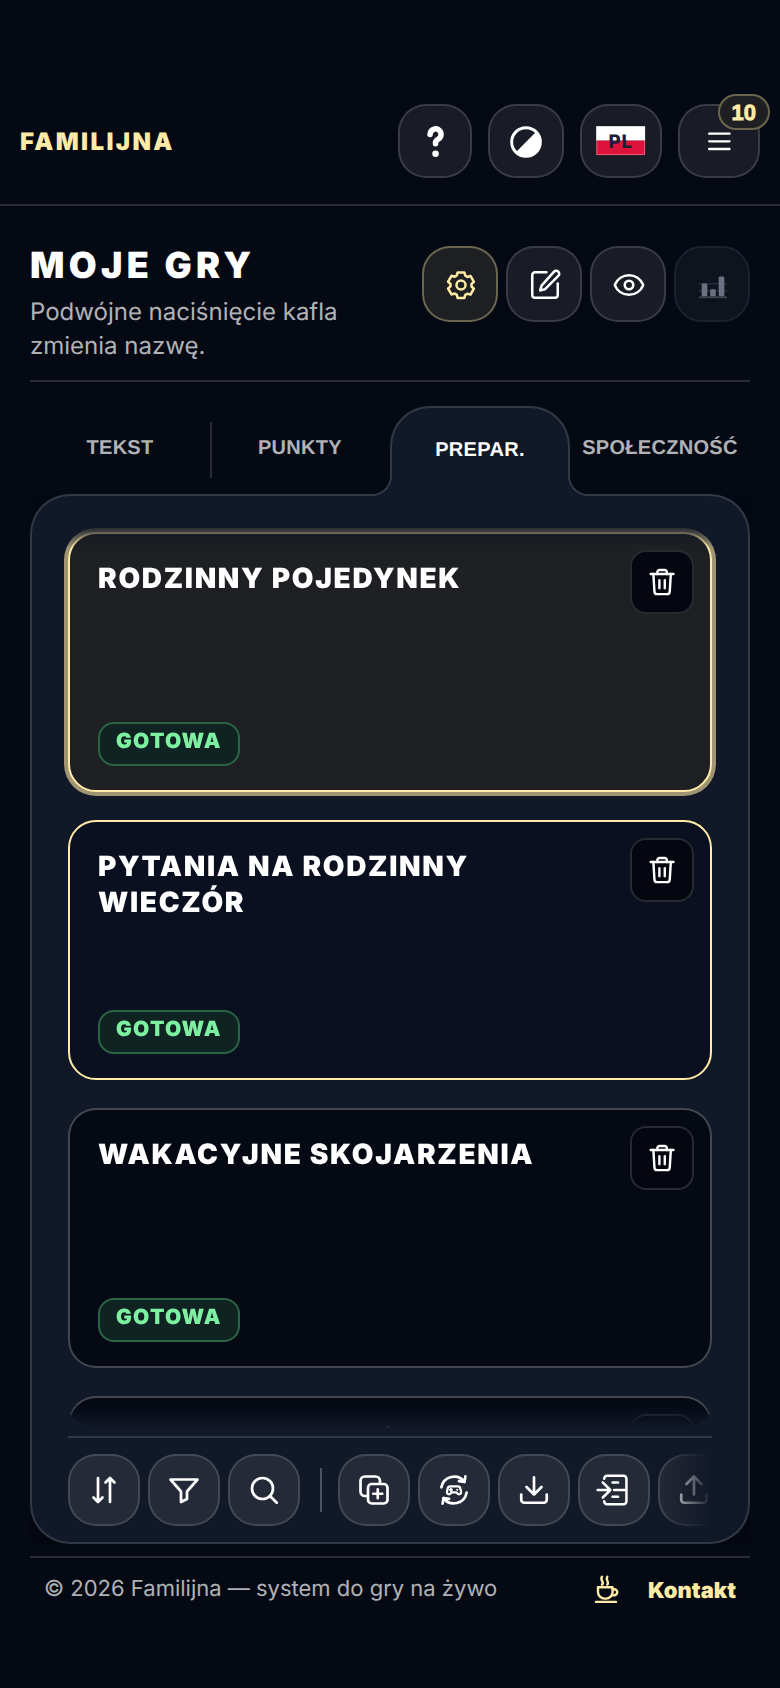 FAMILIJNA
PL
10
MOJE GRY
Podwójne naciśnięcie kafla
zmienia nazwę.
TEKST
PUNKTY
PREPAR.
SPOŁECZNOŚĆ
RODZINNY POJEDYNEK
GOTOWA
PYTANIA NA RODZINNY
WIECZÓR
GOTOWA
WAKACYJNE SKOJARZENIA
GOTOWA
© 2026 Familijna — system do gry na żywo
Kontakt